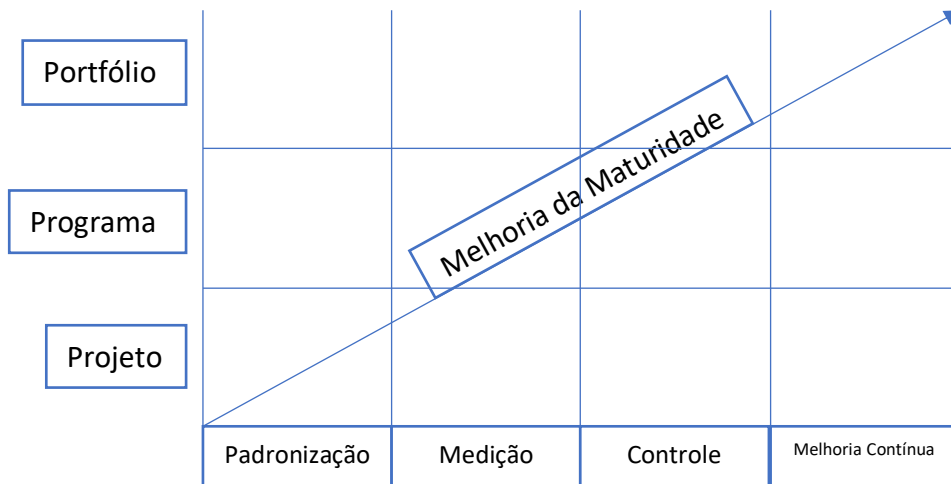 Portfólio
Melhoria da Maturidade
Programa
Projeto
Padronização
Medição
Controle
Melhoria Contínua